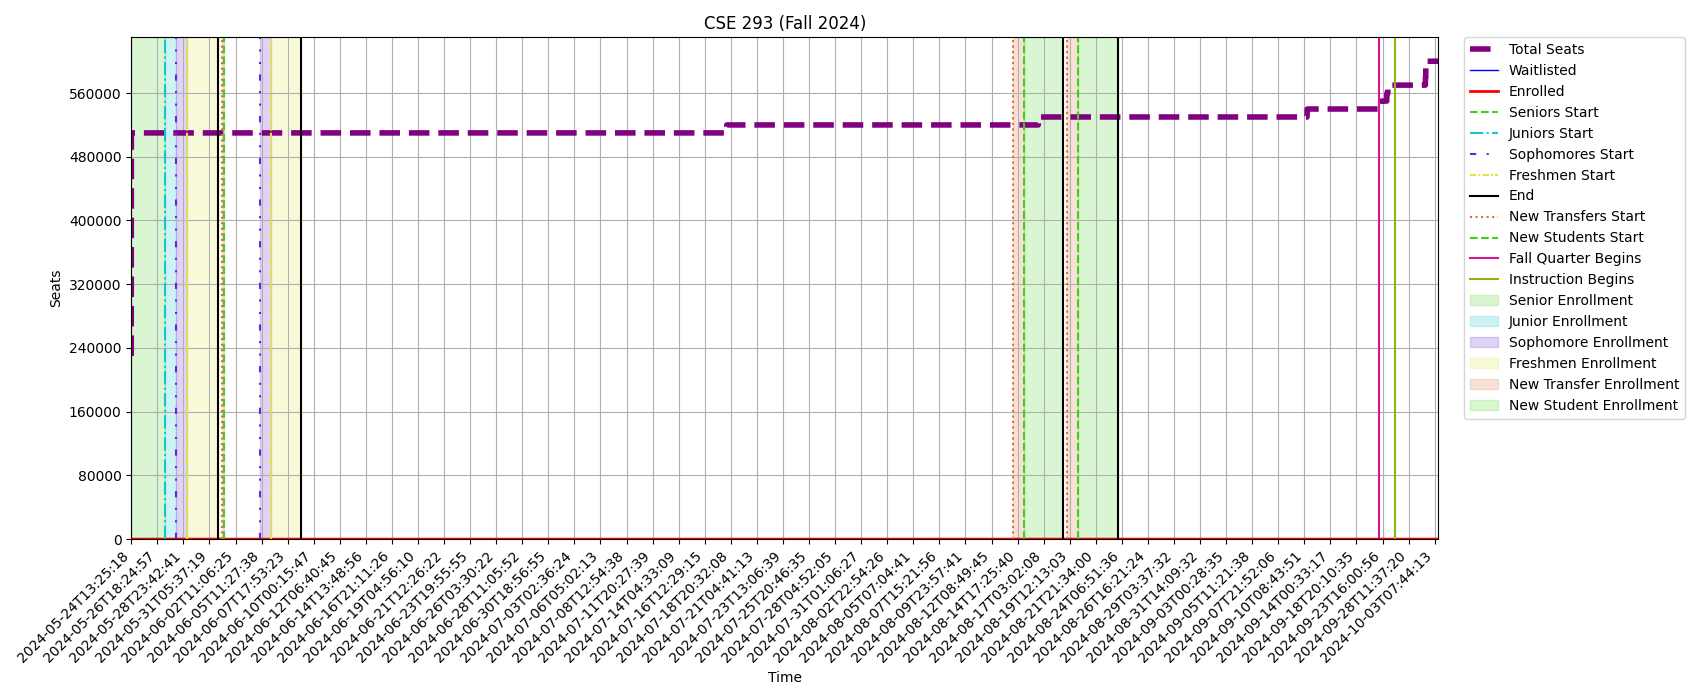 CSE 293 (Fall 2024)
Seats
560000
480000
400000
320000
240000
160000
80000
0
2024-05-24T13:25:18
2024-05-26T18:24:57
2024-05-28T23:42:41
2024-05-31T05:37:19
2024-06-02T11:06:25
2024-06-05T11:27:38
2024-06-07T17:53:23
2024-06-10T00:15:47
2024-06-12T06:40:45
2024-06-14T13:48:56
2024-06-16T21:11:26
2024-06-19T04:56:10
2024-06-21T12:26:22
2024-06-23T19:55:55
2024-06-26T03:30:22
2024-06-28T11:05:52
2024-06-30T18:56:55
2024-07-03T02:36:24
2024-07-06T05:02:13
2024-07-08T12:54:38
2024-07-11T20:27:39
2024-07-14T04:33:09
2024-07-16T12:29:15
2024-07-18T20:32:08
2024-07-21T04:41:13
2024-07-23T13:06:39
2024-07-25T20:46:35
2024-07-28T04:52:05
2024-07-31T01:06:27
2024-08-02T22:54:26
2024-08-05T07:04:41
2024-08-07T15:21:56
2024-08-09T23:57:41
2024-08-12T08:49:45
2024-08-14T17:25:40
2024-08-17T03:02:08
2024-08-19T12:13:03
2024-08-21T21:34:00
2024-08-24T06:51:36
2024-08-26T16:21:24
2024-08-29T03:37:32
2024-08-31T14:09:32
2024-09-03T00:28:35
2024-09-05T11:21:38
2024-09-07T21:52:06
2024-09-10T08:43:51
2024-09-14T00:33:17
2024-09-18T20:10:35
2024-09-23T16:00:56
2024-09-28T11:37:20
2024-10-03T07:44:13
Time
Total Seats
Waitlisted
Enrolled
Seniors Start
Juniors Start
Sophomores Start
Freshmen Start
End
New Transfers Start
New Students Start
Fall Quarter Begins
Instruction Begins
Senior Enrollment
Junior Enrollment
Sophomore Enrollment
Freshmen Enrollment
New Transfer Enrollment
New Student Enrollment